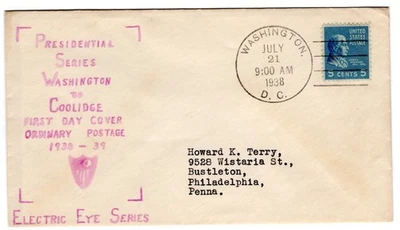 PRESIDENTIAL
SERIES
WASHINGTON
TO
COOLIDGE
FIRST DAY COVER
ORDINARY POSTAGE
1938 - 39
ELECTRIC EYE SERIES
WASHINGTON.
JULY
21
9:00 AM
1938
D. C.
UNITED
STATES
POSTAGE
5 CENTS 5
Howard K. Terry,
9528 Wistaria St.,
Bustleton,
Philadelphia,
Penna.